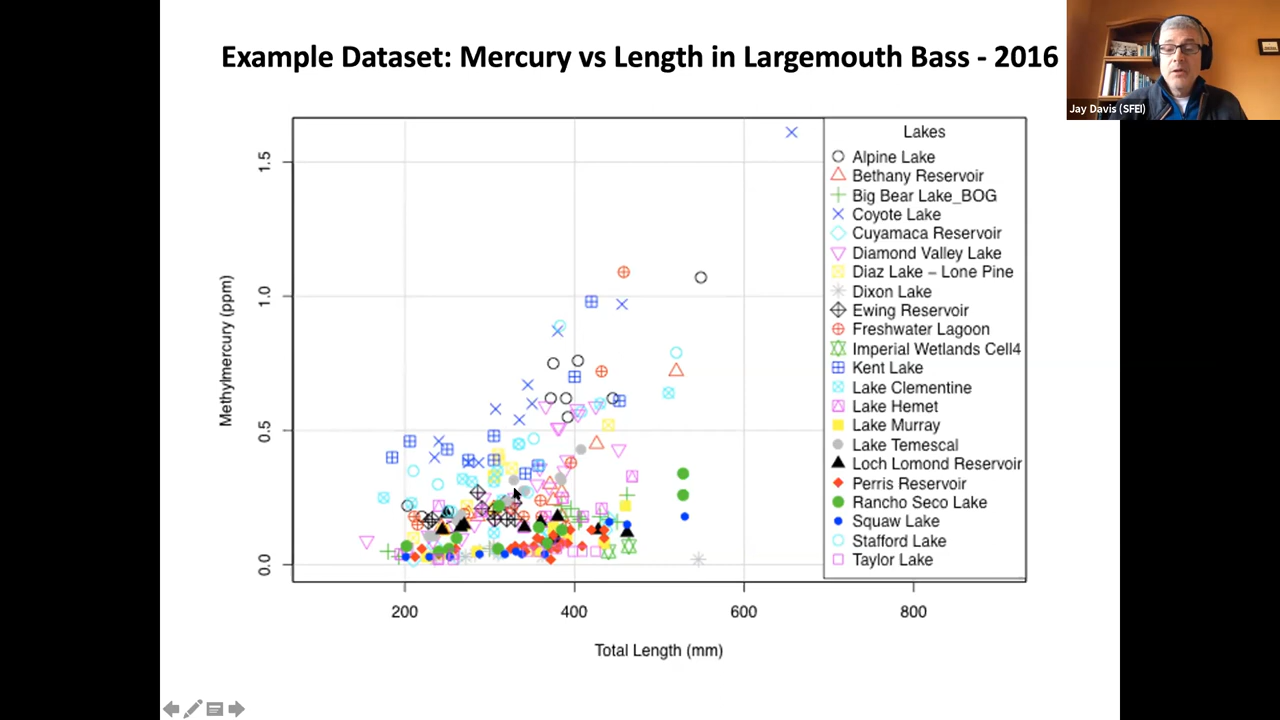 Example Dataset: Mercury vs Length in Largemouth Bass - 2016
Jay Davis (SFEI)
Lakes
Alpine Lake
Bethany Reservoir
Big Bear Lake_BOG
Coyote Lake
Cuyamaca Reservoir
Diamond Valley Lake
Diaz Lake – Lone Pine
Dixon Lake
Ewing Reservoir
Freshwater Lagoon
Imperial Wetlands Cell4
Kent Lake
Lake Clementine
Lake Hemet
Lake Murray
Lake Temescal
Loch Lomond Reservoir
Perris Reservoir
Rancho Seco Lake
Squaw Lake
Stafford Lake
Taylor Lake
Methylmercury (ppm)
1.5
1.0
0.5
0.0
200 400 600 800
Total Length (mm)